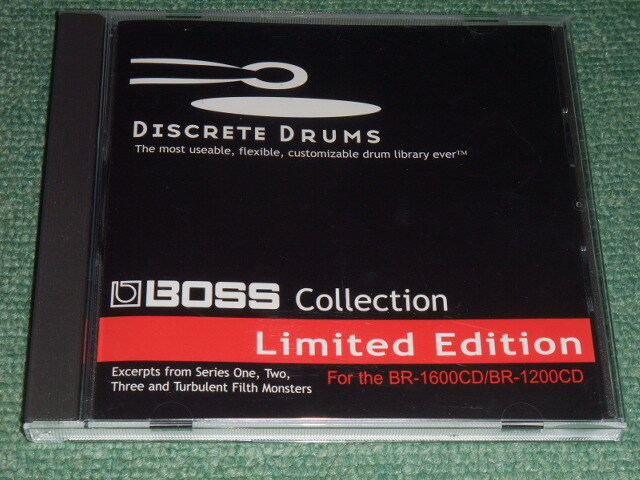 DISCRETE DRUMS
The most useable, flexible, customizable drum library ever™
BOSS Collection
Limited Edition
Excerpts from Series One, Two,
Three and Turbulent Filth Monsters
For the BR-1600CD/BR-1200CD